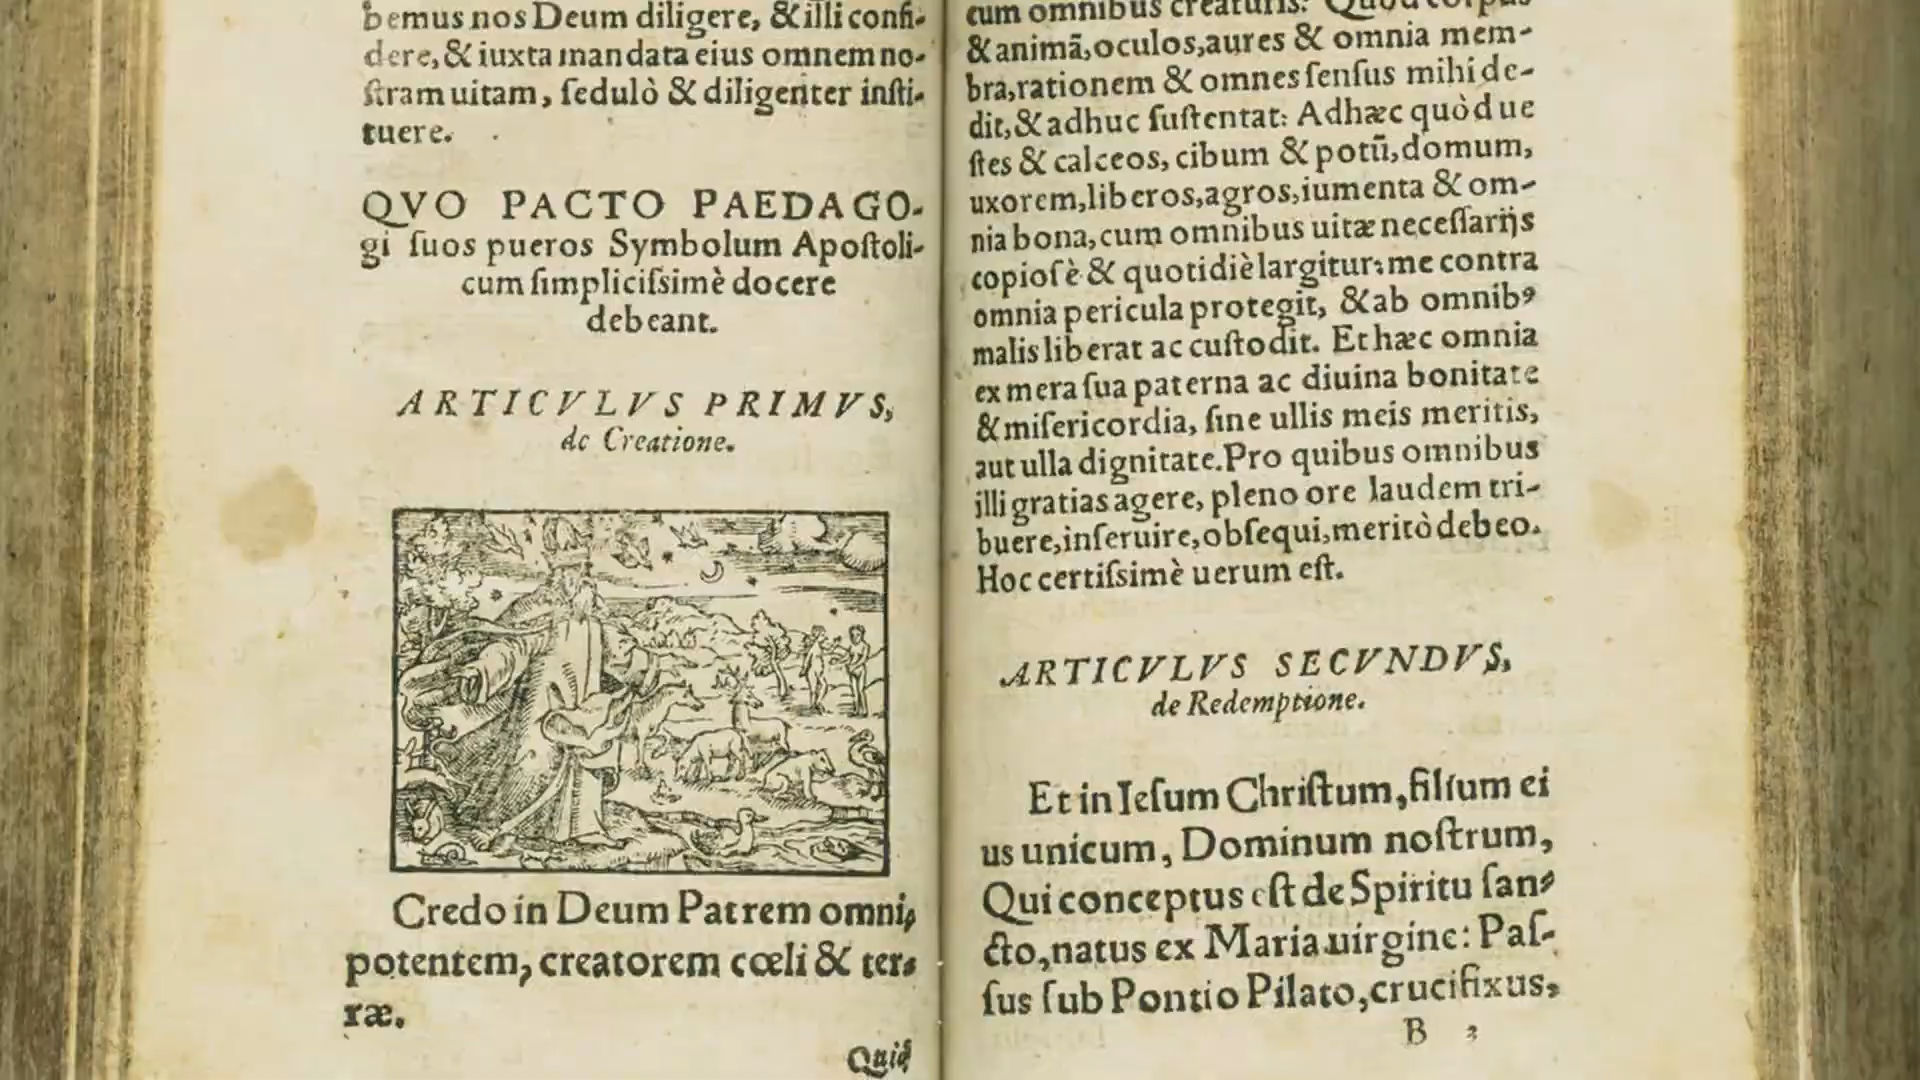 bemus nos Deum diligere, & illi confi-
dere, & iuxta mandata eius omnem no-
ſtram uitam, ſedulò & diligenter inſti-
tuere.
QVO PACTO PAEDAGO-
gi ſuos pueros Symbolum Apoſtoli-
cum ſimpliciſsimè docere
debeant.
ARTICVLVS PRIMVS,
de Creatione.
Credo in Deum Patrem omni,
potentem, creatorem cœli & ter-
ræ.
Quid
cum omnibus creaturis: Quod corpus
& animã, oculos, aures & omnia mem-
bra, rationem & omnes ſenſus mihi de-
dit, & adhuc ſuſtentat: Adhæc quòd ue
ſtes & calceos, cibum & potũ, domum,
uxorem, liberos, agros, iumenta & om-
nia bona, cum omnibus uitæ neceſſarijs
copioſè & quotidiè largitur: me contra
omnia pericula protegit, & ab omnibꝰ
malis liberat ac cuſtodit. Et hæc omnia
ex mera ſua paterna ac diuina bonitate
& miſericordia, ſine ullis meis meritis,
aut ulla dignitate. Pro quibus omnibus
illi gratias agere, pleno ore laudem tri-
buere, inſeruire, obſequi, meritò debeo.
Hoc certiſsimè uerum eſt.
ARTICVLVS SECVNDVS,
de Redemptione.
Et in Ieſum Chriſtum, filium ei
us unicum, Dominum noſtrum,
Qui conceptus eſt de Spiritu ſan-
cto, natus ex Maria uirgine: Paſ-
ſus ſub Pontio Pilato, crucifixus,
B 2